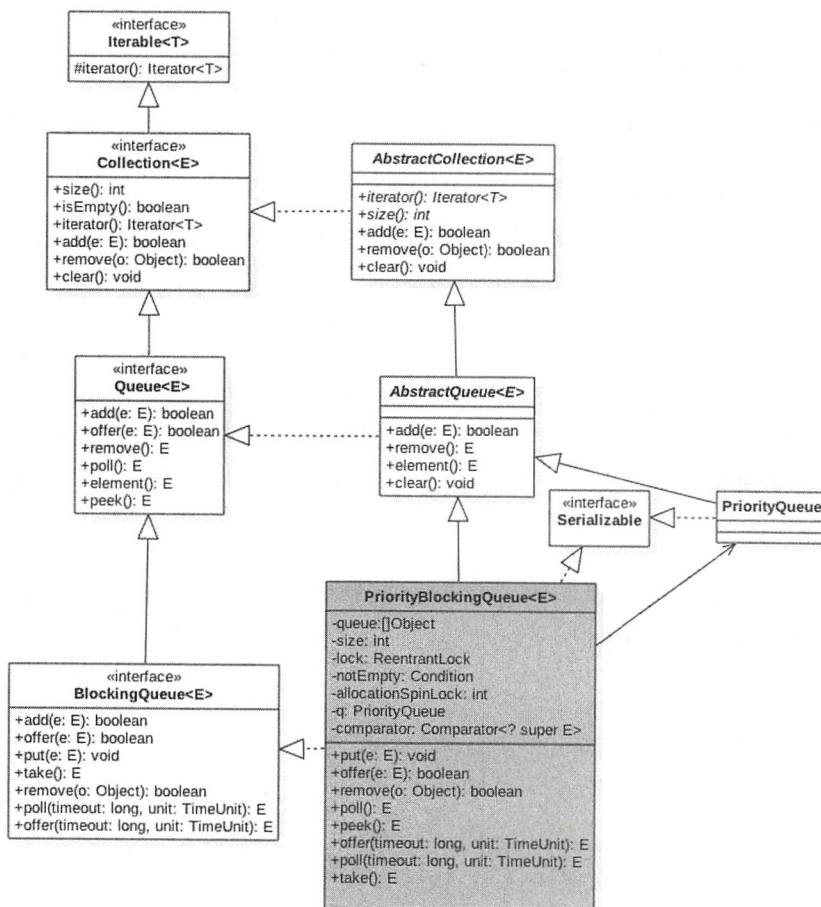 «interface»
Iterable<T>
#iterator(): Iterator<T>
«interface»
Collection<E>
+size(): int
+isEmpty(): boolean
+iterator(): Iterator<T>
+add(e: E): boolean
+remove(o: Object): boolean
+clear(): void
AbstractCollection<E>
+iterator(): Iterator<T>
+size(): int
+add(e: E): boolean
+remove(o: Object): boolean
+clear(): void
«interface»
Queue<E>
+add(e: E): boolean
+offer(e: E): boolean
+remove(): E
+poll(): E
+element(): E
+peek(): E
AbstractQueue<E>
+add(e: E): boolean
+remove(): E
+element(): E
+clear(): void
«interface»
Serializable
PriorityQueue
PriorityBlockingQueue<E>
-queue:[]Object
-size: int
-lock: ReentrantLock
-notEmpty: Condition
-allocationSpinLock: int
-q: PriorityQueue
-comparator: Comparator<? super E>
+put(e: E): void
+offer(e: E): boolean
+remove(o: Object): boolean
+poll(): E
+peek(): E
+offer(timeout: long, unit: TimeUnit): E
+poll(timeout: long, unit: TimeUnit): E
+take(): E
«interface»
BlockingQueue<E>
+add(e: E): boolean
+offer(e: E): boolean
+put(e: E): void
+take(): E
+remove(o: Object): boolean
+poll(timeout: long, unit: TimeUnit): E
+offer(timeout: long, unit: TimeUnit): E